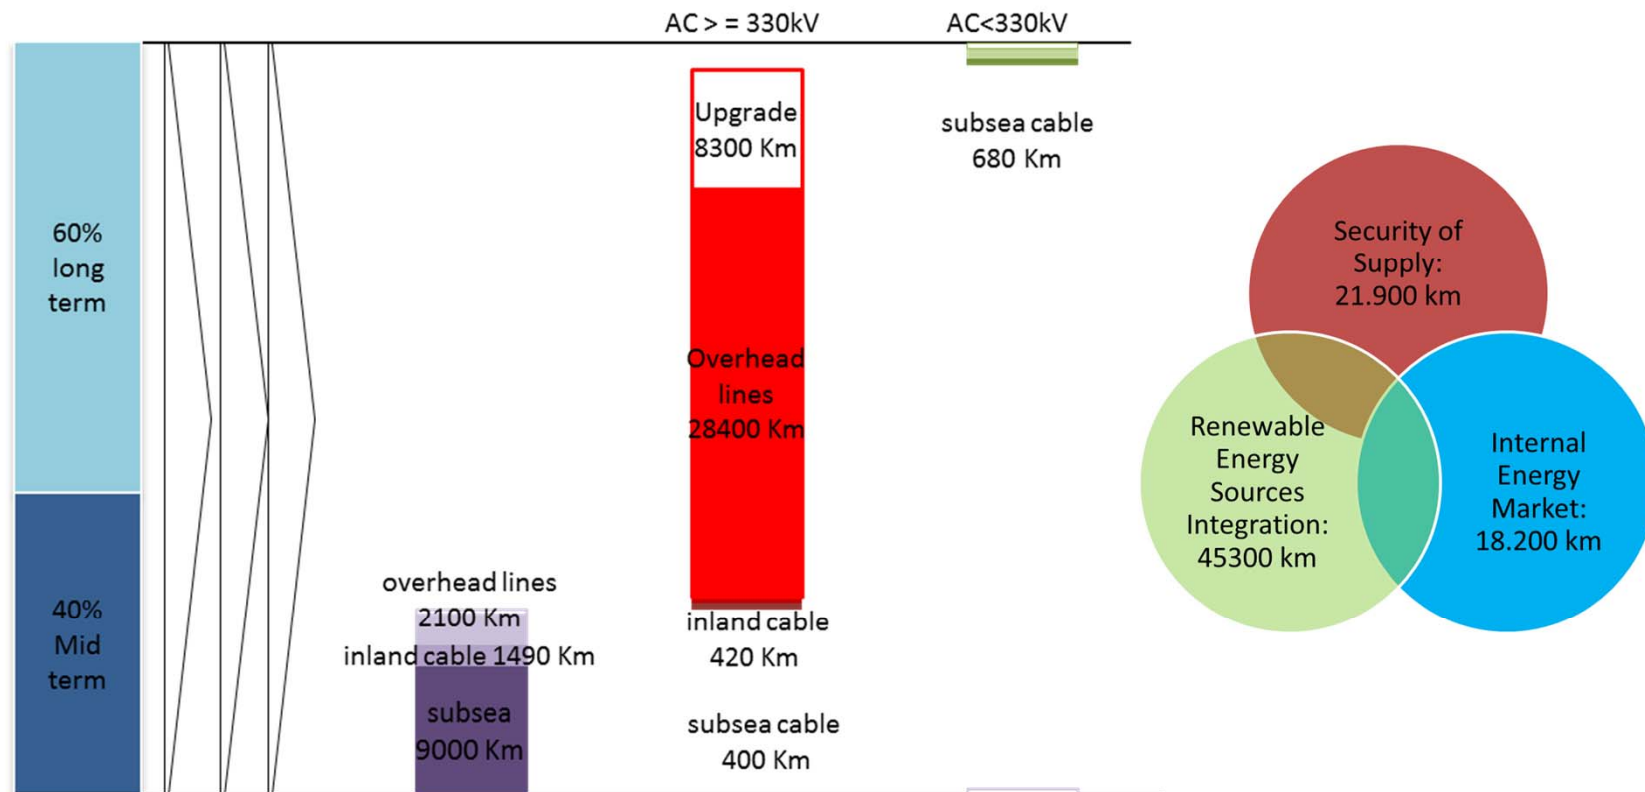 AC > = 330kV
AC<330kV
60%
long
term
40%
Mid
term
overhead lines
2100 Km
inland cable 1490 Km
subsea
9000 Km
Upgrade
8300 Km
Overhead
lines
28400 Km
inland cable
420 Km
subsea cable
400 Km
subsea cable
680 Km
Security of
Supply:
21.900 km
Renewable
Energy
Sources
Integration:
45300 km
Internal
Energy
Market:
18.200 km